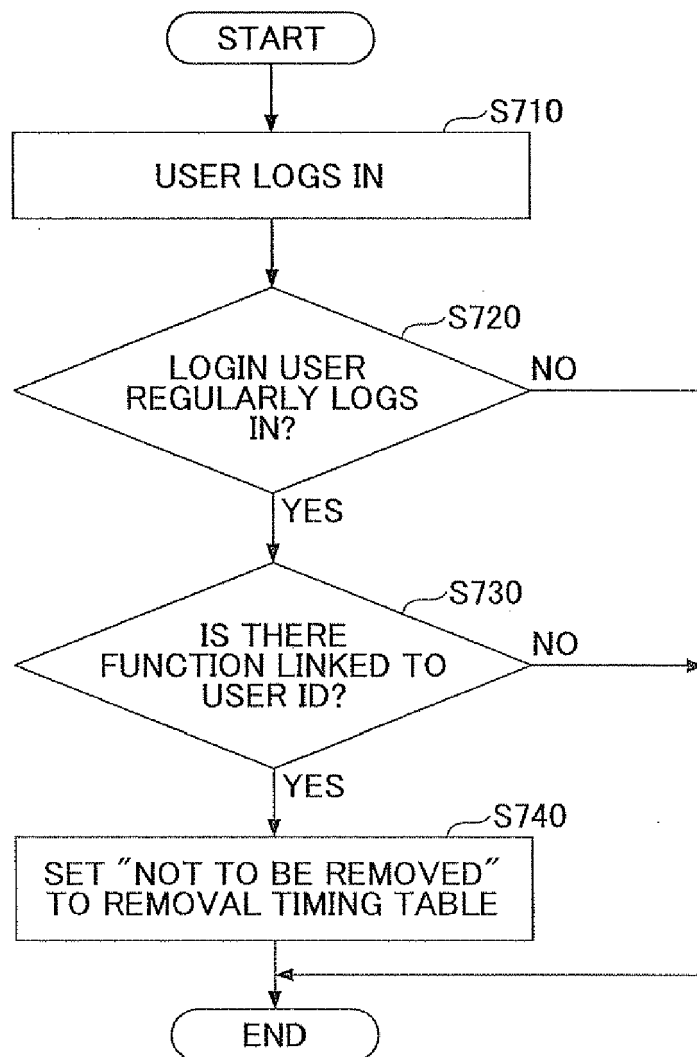 START
S710
USER LOGS IN
S720
LOGIN USER
REGULARLY LOGS
IN?
NO
YES
S730
IS THERE
FUNCTION LINKED TO
USER ID?
NO
YES
S740
SET "NOT TO BE REMOVED"
TO REMOVAL TIMING TABLE
END